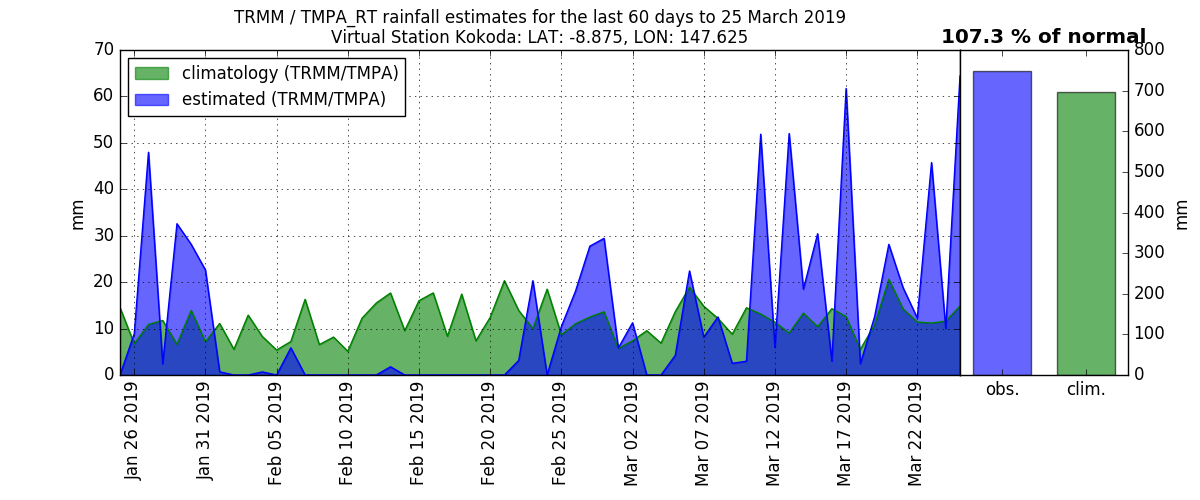 TRMM / TMPA_RT rainfall estimates for the last 60 days to 25 March 2019
Virtual Station Kokoda: LAT: -8.875, LON: 147.625
107.3 % of normal
climatology (TRMM/TMPA)
estimated (TRMM/TMPA)
70
60
50
40
30
20
10
0
mm
Jan 26 2019
Jan 31 2019
Feb 05 2019
Feb 10 2019
Feb 15 2019
Feb 20 2019
Feb 25 2019
Mar 02 2019
Mar 07 2019
Mar 12 2019
Mar 17 2019
Mar 22 2019
obs.
clim.
800
700
600
500
400
300
200
100
0
mm